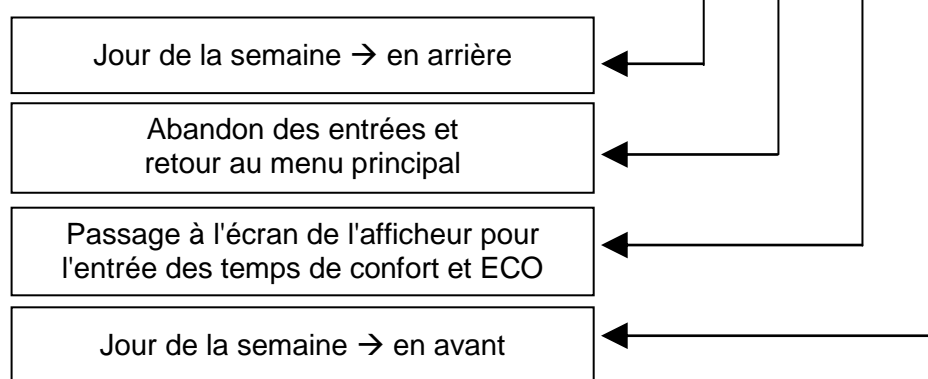 Jour de la semaine → en arrière
Abandon des entrées et
retour au menu principal
Passage à l'écran de l'afficheur pour
l'entrée des temps de confort et ECO
Jour de la semaine → en avant